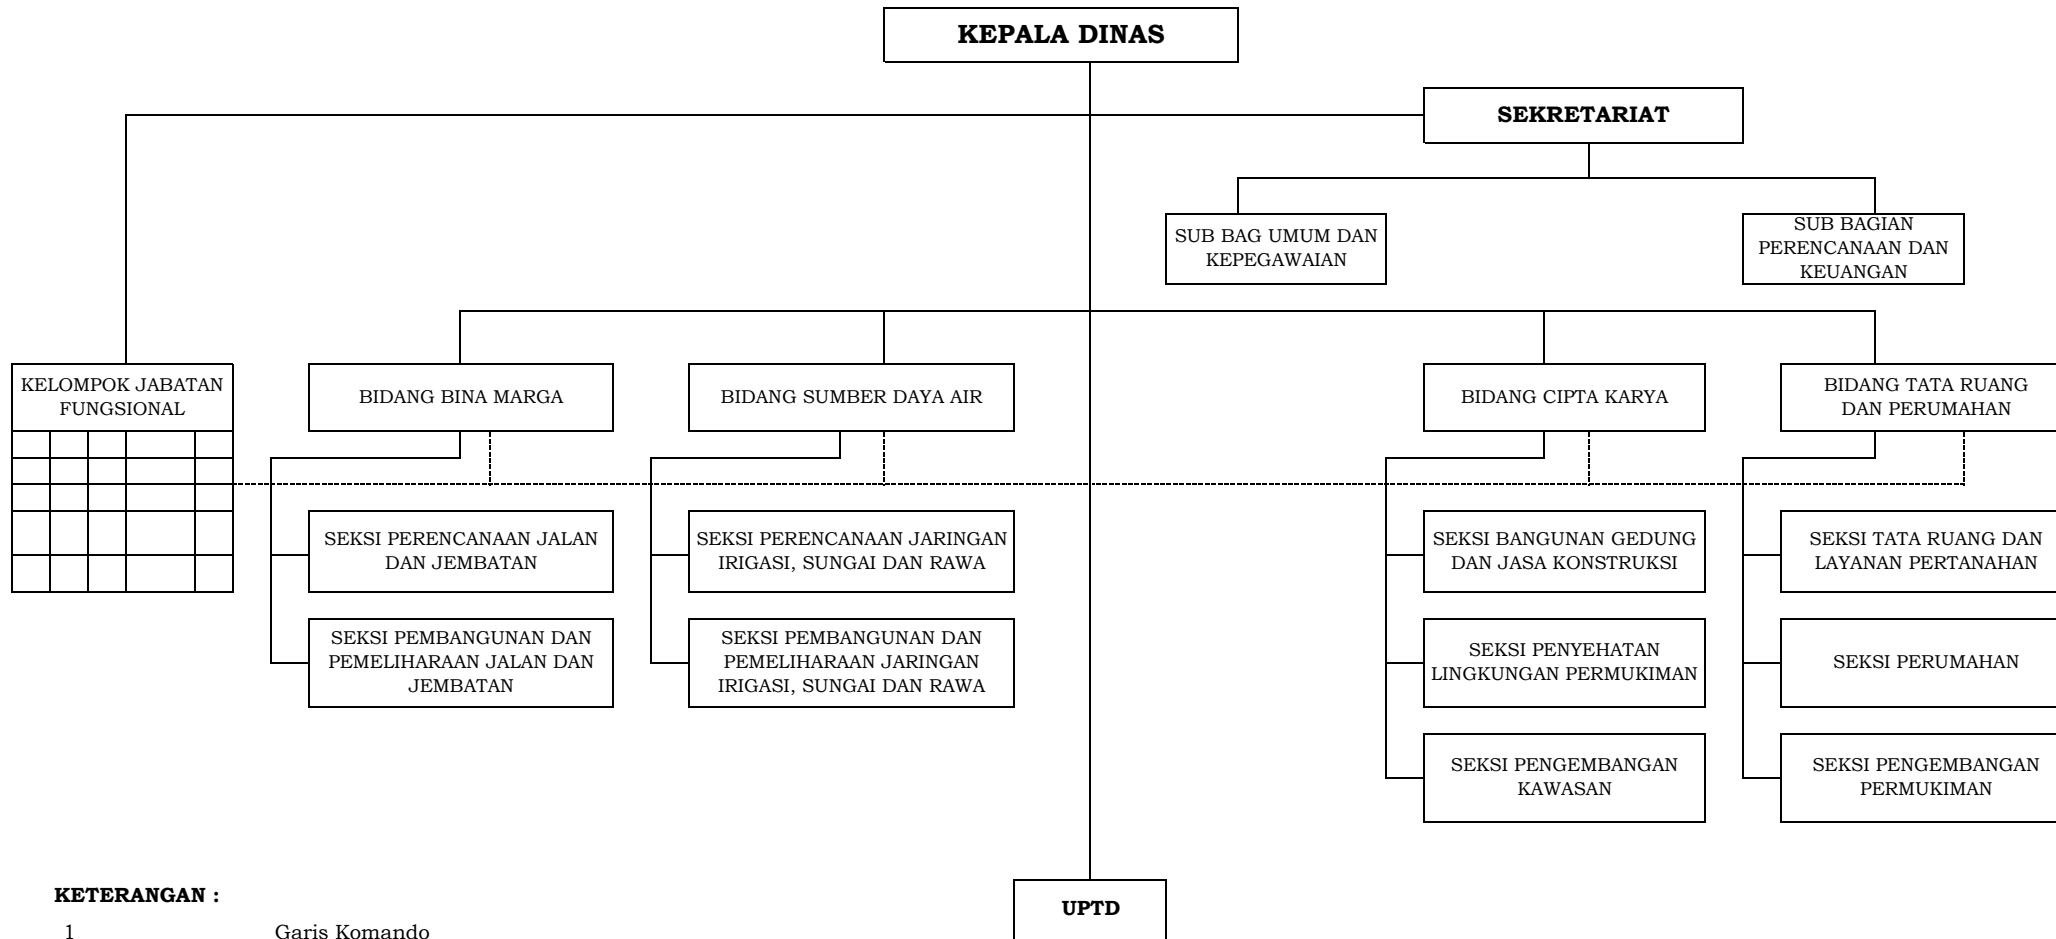 KEPALA DINAS
SEKRETARIAT
SUB BAG UMUM DAN
KEPEGAWAIAN
SUB BAGIAN
PERENCANAAN DAN
KEUANGAN
KELOMPOK JABATAN
FUNGSIONAL
BIDANG BINA MARGA
BIDANG SUMBER DAYA AIR
BIDANG CIPTA KARYA
BIDANG TATA RUANG
DAN PERUMAHAN
SEKSI PERENCANAAN JALAN
DAN JEMBATAN
SEKSI PERENCANAAN JARINGAN
IRIGASI, SUNGAI DAN RAWA
SEKSI BANGUNAN GEDUNG
DAN JASA KONSTRUKSI
SEKSI TATA RUANG DAN
LAYANAN PERTANAHAN
SEKSI PEMBANGUNAN DAN
PEMELIHARAAN JALAN DAN
JEMBATAN
SEKSI PEMBANGUNAN DAN
PEMELIHARAAN JARINGAN
IRIGASI, SUNGAI DAN RAWA
SEKSI PENYEHATAN
LINGKUNGAN PERMUKIMAN
SEKSI PERUMAHAN
SEKSI PENGEMBANGAN
KAWASAN
SEKSI PENGEMBANGAN
PERMUKIMAN
UPTD
KETERANGAN :
1 Garis Komando